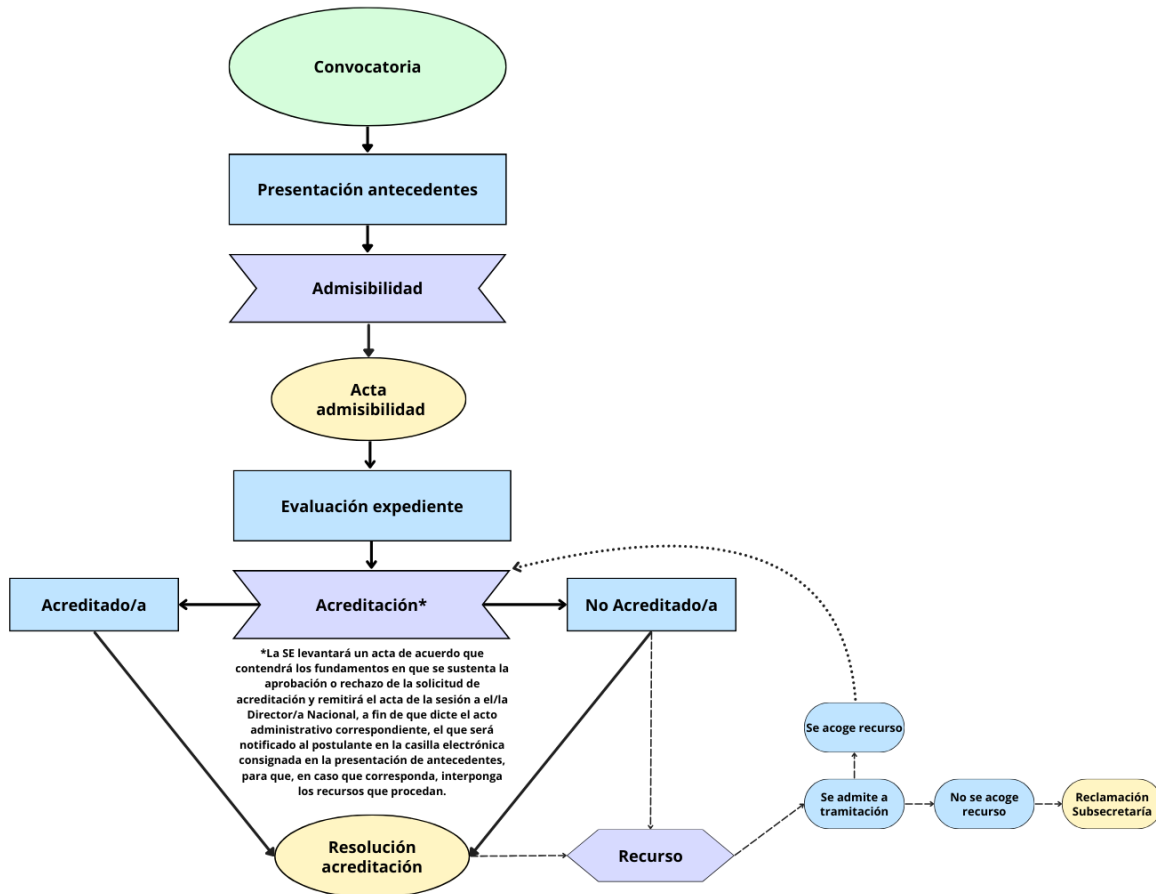 Convocatoria
Presentación antecedentes
Admisibilidad
Acta
admisibilidad
Evaluación expediente
Acreditado/a
Acreditación*
No Acreditado/a
*La SE levantará un acta de acuerdo que
contendrá los fundamentos en que se sustenta la
aprobación o rechazo de la solicitud de
acreditación y remitirá el acta de la sesión a el/la
Director/a Nacional, a fin de que dicte el acto
administrativo correspondiente, el que será
notificado al postulante en la casilla electrónica
consignada en la presentación de antecedentes,
para que, en caso que corresponda, interponga
los recursos que procedan.
Se acoge recurso
Se admite a
tramitación
No se acoge
recurso
Reclamación
Subsecretaría
Resolución
acreditación
Recurso